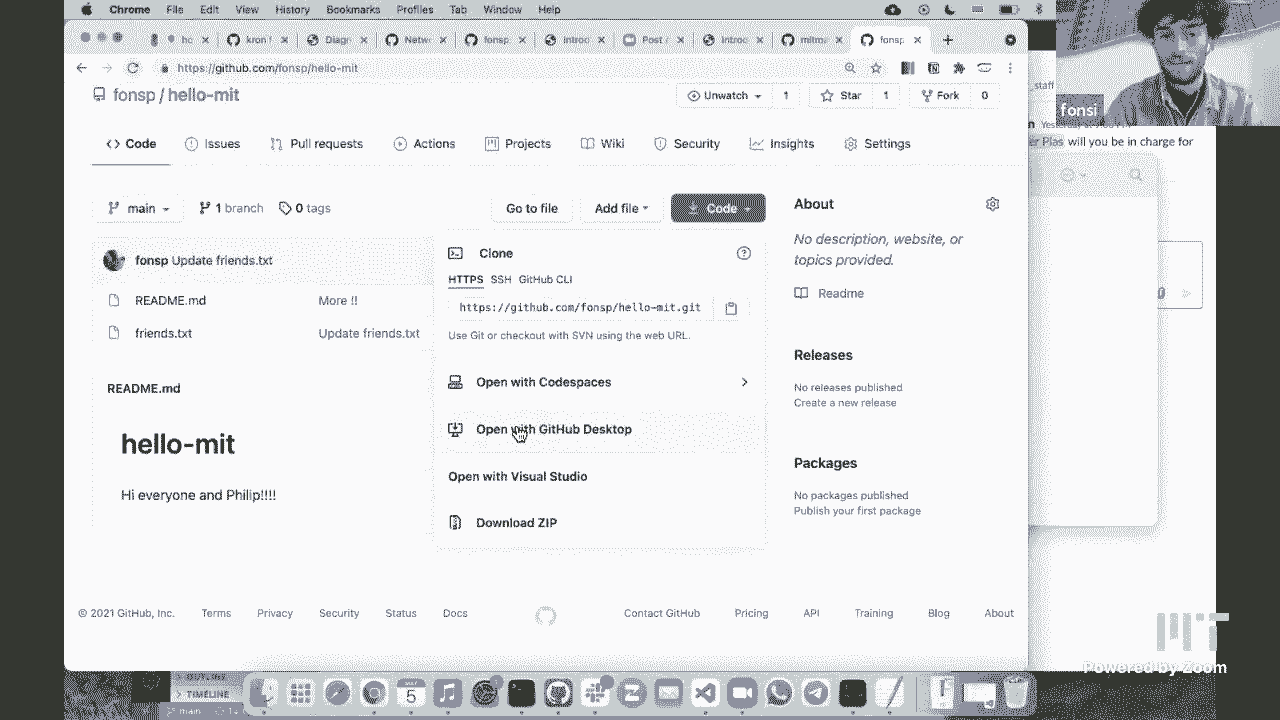 Chrome File Edit View History Bookmarks Profiles Tab Window Help
fonsp Introd Post / Introd mitma fonsp
https://github.com/fonsp/hello-mit
staff
fonsp / hello-mit
Unwatch 1 Star 1 Fork 0
fonsi
will you be in charge for
Code Issues Pull requests Actions Projects Wiki Security Insights Settings
main 1 branch 0 tags Go to file Add file Code
About
No description, website, or
topics provided.
Readme
fonsp Update friends.txt
README.md More !!
friends.txt Update friends.txt
Clone
HTTPS SSH GitHub CLI
https://github.com/fonsp/hello-mit.git
Use Git or checkout with SVN using the web URL.
Open with Codespaces
Open with GitHub Desktop
Open with Visual Studio
Download ZIP
README.md
hello-mit
Hi everyone and Philip!!!!
Releases
No releases published
Create a new release
Packages
No packages published
Publish your first package
© 2021 GitHub, Inc. Terms Privacy Security Status Docs Contact GitHub Pricing API Training Blog About
MIT
Powered by Zoom
OUTLINE
TIMELINE
main
5